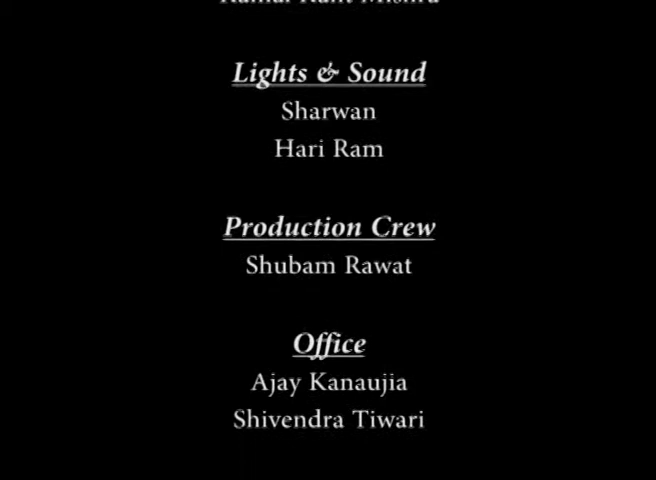 Lights & Sound
Sharwan
Hari Ram
Production Crew
Shubam Rawat
Office
Ajay Kanaujia
Shivendra Tiwari